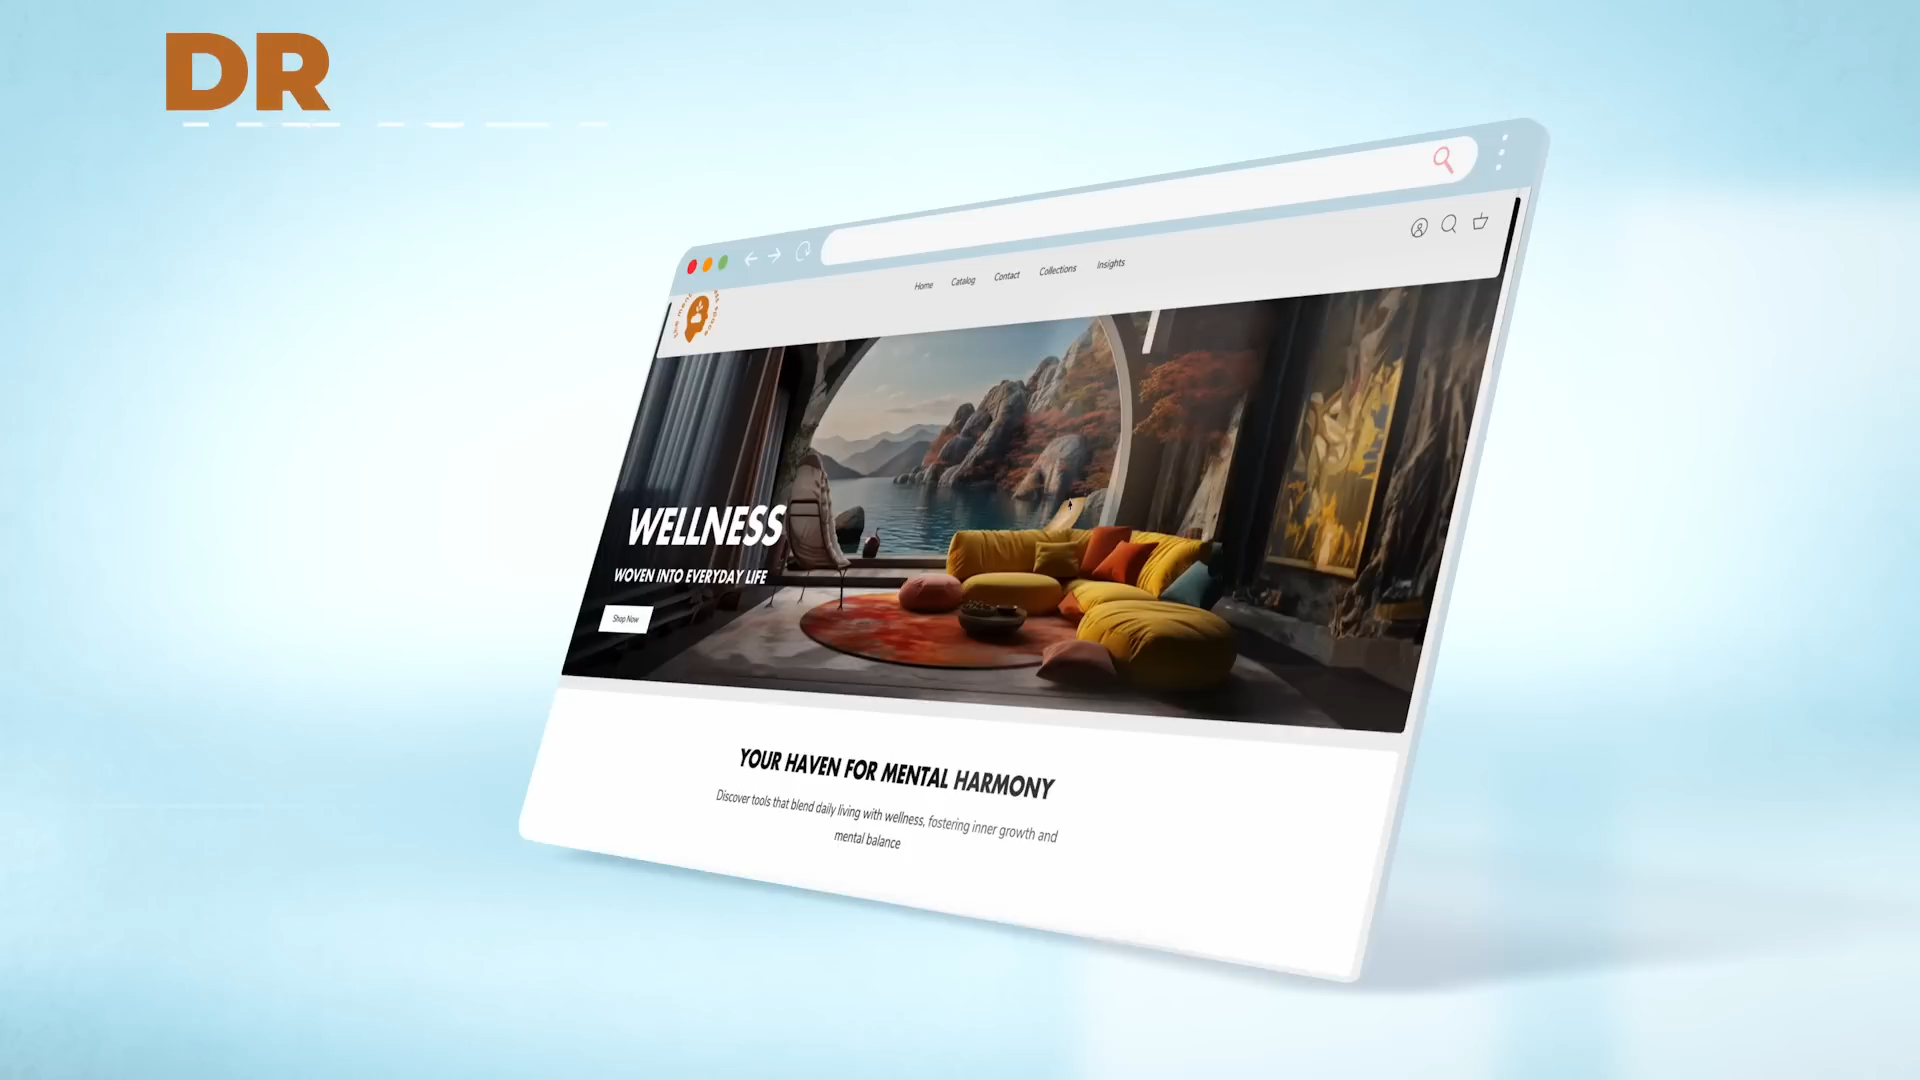 DR
Home Catalog Contact Collections Insights
WELLNESS
WOVEN INTO EVERYDAY LIFE
Shop Now
YOUR HAVEN FOR MENTAL HARMONY
Discover tools that blend daily living with wellness, fostering inner growth and
mental balance